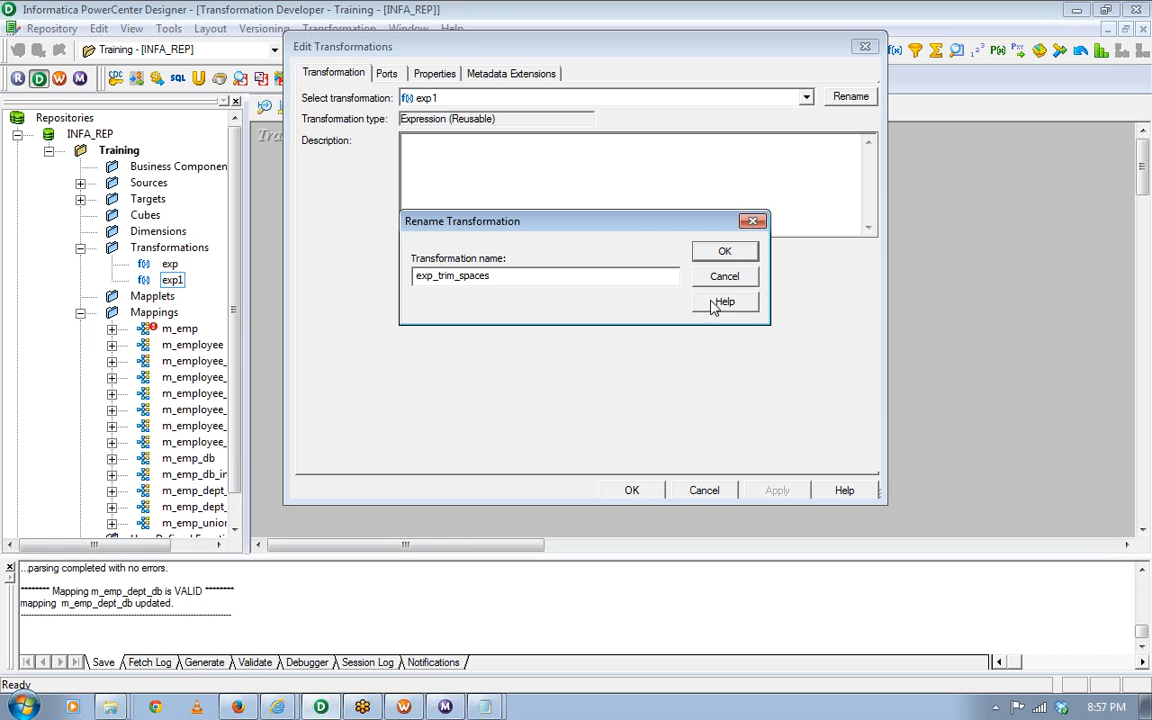 Informatica PowerCenter Designer - [Transformation Developer - Training - [INFA_REP]]
Repository Edit View Tools Layout Versioning Transformation Window Help
Training - [INFA_REP]
Edit Transformations
Transformation Ports Properties Metadata Extensions
Select transformation: f(x) exp1 Rename
Transformation type: Expression (Reusable)
Description:
Repositories
INFA_REP
Training
Business Componen
Sources
Targets
Cubes
Dimensions
Transformations
exp
exp1
Mapplets
Mappings
m_emp
m_employee
m_employee_
m_employee_
m_employee_
m_employee_
m_employee_
m_employee_
m_emp_db
m_emp_db_in
m_emp_dept_
m_emp_dept_
m_emp_union
Rename Transformation
Transformation name:
exp_trim_spaces
OK
Cancel
Help
OK Cancel Apply Help
...parsing completed with no errors.
******** Mapping m_emp_dept_db is VALID ********
mapping m_emp_dept_db updated.
Save Fetch Log Generate Validate Debugger Session Log Notifications
Ready
8:57 PM